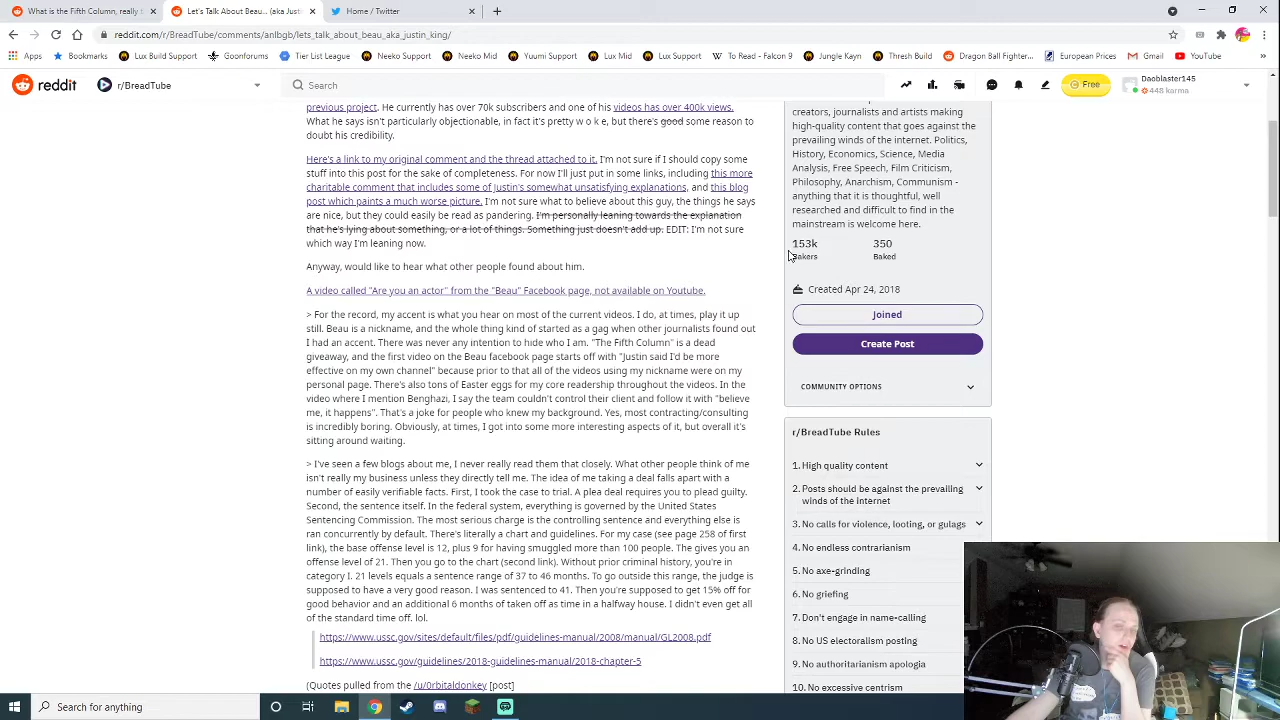 What is the Fifth Column, really
Let's Talk About Beau... (aka Just
Home / Twitter
reddit.com/r/BreadTube/comments/anlbgb/lets_talk_about_beau_aka_justin_king/
Apps
Bookmarks
Lux Build Support
Googenform
Tier List League
NeekoNow
Neeko Mid
Lux Mid
Lux Support
To Read - Falcon 9
Jungle Kayn
Thresh Build
Dragon Ball Fighter...
European Prices
Gmail
YouTube
reddit
r/BreadTube
Search
Free
Daoblaster145
448 karma
previous project. He currently has over 70k subscribers and one of his videos has over 400k views.
What he says isn't particularly objectionable, in fact it's pretty w o k e, but there's good some reason to
doubt his credibility.
Here's a link to my original comment and the thread attached to it. I'm not sure if I should copy some
stuff into this post for the sake of completeness. For now I'll just put in some links, including this more
charitable comment that includes some of Justin's somewhat unsatisfying explanations, and this blog
post which paints a much worse picture. I'm not sure what to believe about this guy, the things he says
are nice, but they could easily be read as pandering. I'm personally leaning towards the explanation
that he's lying about something, or a lot of things. Something just doesn't add up. EDIT: I'm not sure
which way I'm leaning now.
Anyway, would like to hear what other people found about him.
A video called "Are you an actor" from the "Beau" Facebook page, not available on Youtube.
> For the record, my accent is what you hear on most of the current videos. I do, at times, play it up
still. Beau is a nickname, and the whole thing kind of started as a gag when other journalists found out
I had an accent. There was never any intention to hide who I am. "The Fifth Column" is a dead
giveaway, and the first video on the Beau facebook page starts off with "Justin said I'd be more
effective on my own channel" because prior to that all of the videos using my nickname were on my
personal page. There's also tons of Easter eggs for my core readership throughout the videos. In the
video where I mention Benghazi, I say the team couldn't control their client and follow it with "believe
me, it happens". That's a joke for people who knew my background. Yes, most contracting/consulting
is incredibly boring. Obviously, at times, I got into some more interesting aspects of it, but overall it's
sitting around waiting.
> I've seen a few blogs about me, I never really read them that closely. What other people think of me
isn't really my business unless they directly tell me. The idea of me taking a deal falls apart with a
number of easily verifiable facts. First, I took the case to trial. A plea deal requires you to plead guilty.
Second, the sentence itself. In the federal system, everything is governed by the United States
Sentencing Commission. The most serious charge is the controlling sentence and everything else is
ran concurrently by default. There's literally a chart and guidelines. For my case (see page 258 of first
link), the base offense level is 12, plus 9 for having smuggled more than 100 people. The gives you an
offense level of 21. Then you go to the chart (second link). Without prior criminal history, you're in
category I. 21 levels equals a sentence range of 37 to 46 months. To go outside this range, the judge is
supposed to have a very good reason. I was sentenced to 41. Then you're supposed to get 15% off for
good behavior and an additional 6 months of taken off as time in a halfway house. I didn't even get all
of the standard time off. lol.
https://www.ussc.gov/sites/default/files/pdf/guidelines-manual/2008/manual/GL2008.pdf
https://www.ussc.gov/guidelines/2018-guidelines-manual/2018-chapter-5
(Quotes pulled from the /u/0rbitaldonkey [post]
creators, journalists and artists making
high-quality content that goes against the
prevailing winds of the internet. Politics,
History, Economics, Science, Media
Analysis, Free Speech, Film Criticism,
Philosophy, Anarchism, Communism -
anything that it is thoughtful, well
researched and difficult to find in the
mainstream is welcome here.
153k 350
Bakers Baked
Created Apr 24, 2018
Joined
Create Post
COMMUNITY OPTIONS
r/BreadTube Rules
1. High quality content
2. Posts should be against the prevailing
winds of the internet
3. No calls for violence, looting, or gulags
4. No endless contrarianism
5. No axe-grinding
6. No griefing
7. Don't engage in name-calling
8. No US electoralism posting
9. No authoritarianism apologia
10. No excessive centrism
Search for anything